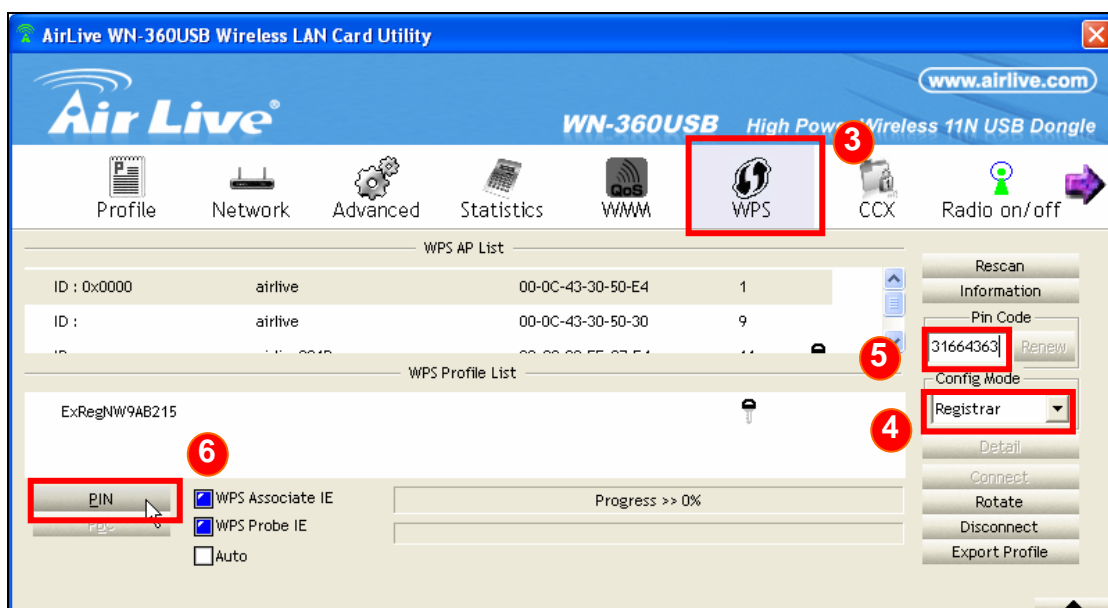 AirLive WN-360USB Wireless LAN Card Utility
www.airlive.com
Air Live®
WN-360USB High Power Wireless 11N USB Dongle
3
Profile Network Advanced Statistics QoS WMM WPS CCX Radio on/off
WPS AP List
Rescan
ID : 0x0000 airlive 00-0C-43-30-50-E4 1
Information
ID : airlive 00-0C-43-30-50-30 9
Pin Code
5
31664363 Renew
WPS Profile List
Config Mode
ExRegNW9AB215
4
Registrar
Detail
6
Connect
PIN
WPS Associate IE
Progress >> 0%
Rotate
PBC
WPS Probe IE
Disconnect
Auto
Export Profile